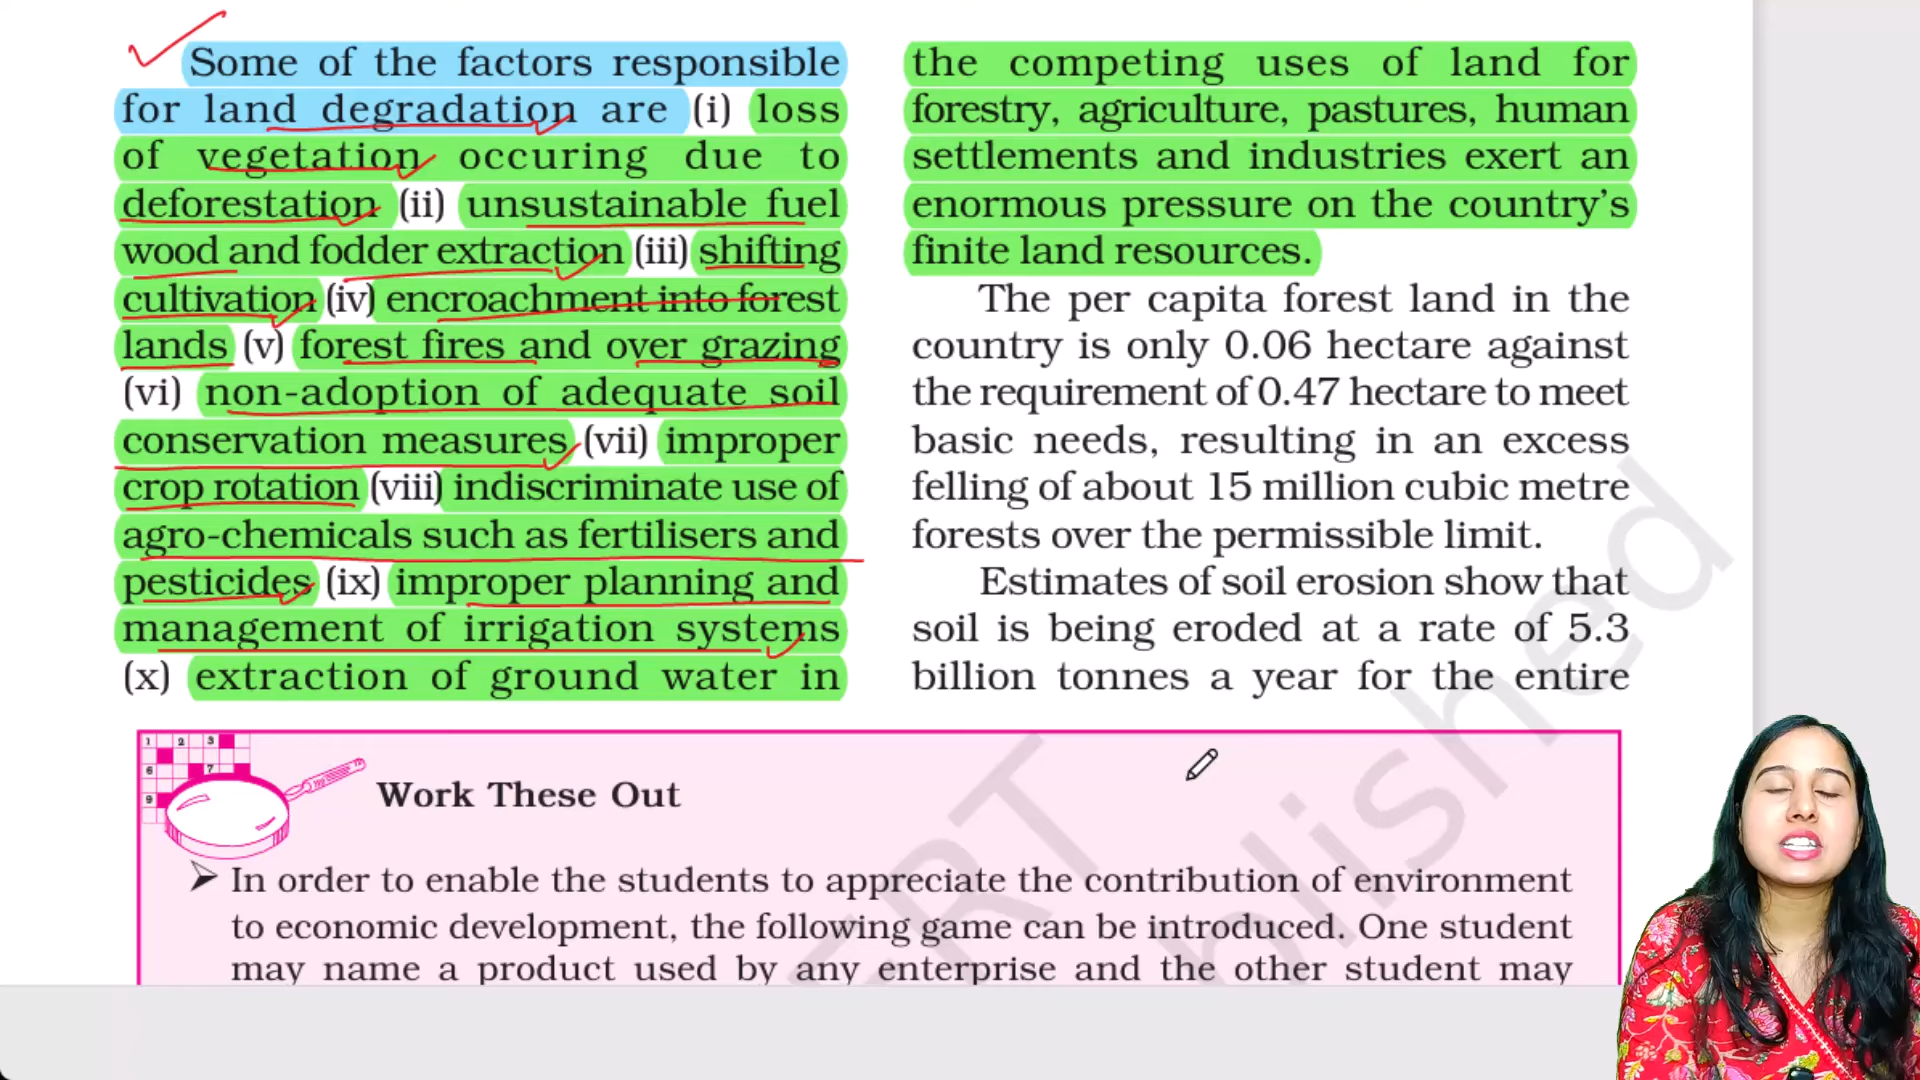 Some of the factors responsible
for land degradation are (i) loss
of vegetation occuring due to
deforestation (ii) unsustainable fuel
wood and fodder extraction (iii) shifting
cultivation (iv) encroachment into forest
lands (v) forest fires and over grazing
(vi) non-adoption of adequate soil
conservation measures (vii) improper
crop rotation (viii) indiscriminate use of
agro-chemicals such as fertilisers and
pesticides (ix) improper planning and
management of irrigation systems
(x) extraction of ground water in
the competing uses of land for
forestry, agriculture, pastures, human
settlements and industries exert an
enormous pressure on the country's
finite land resources.
The per capita forest land in the
country is only 0.06 hectare against
the requirement of 0.47 hectare to meet
basic needs, resulting in an excess
felling of about 15 million cubic metre
forests over the permissible limit.
Estimates of soil erosion show that
soil is being eroded at a rate of 5.3
billion tonnes a year for the entire
1 2 3
6 7
9
Work These Out
➢ In order to enable the students to appreciate the contribution of environment
to economic development, the following game can be introduced. One student
may name a product used by any enterprise and the other student may